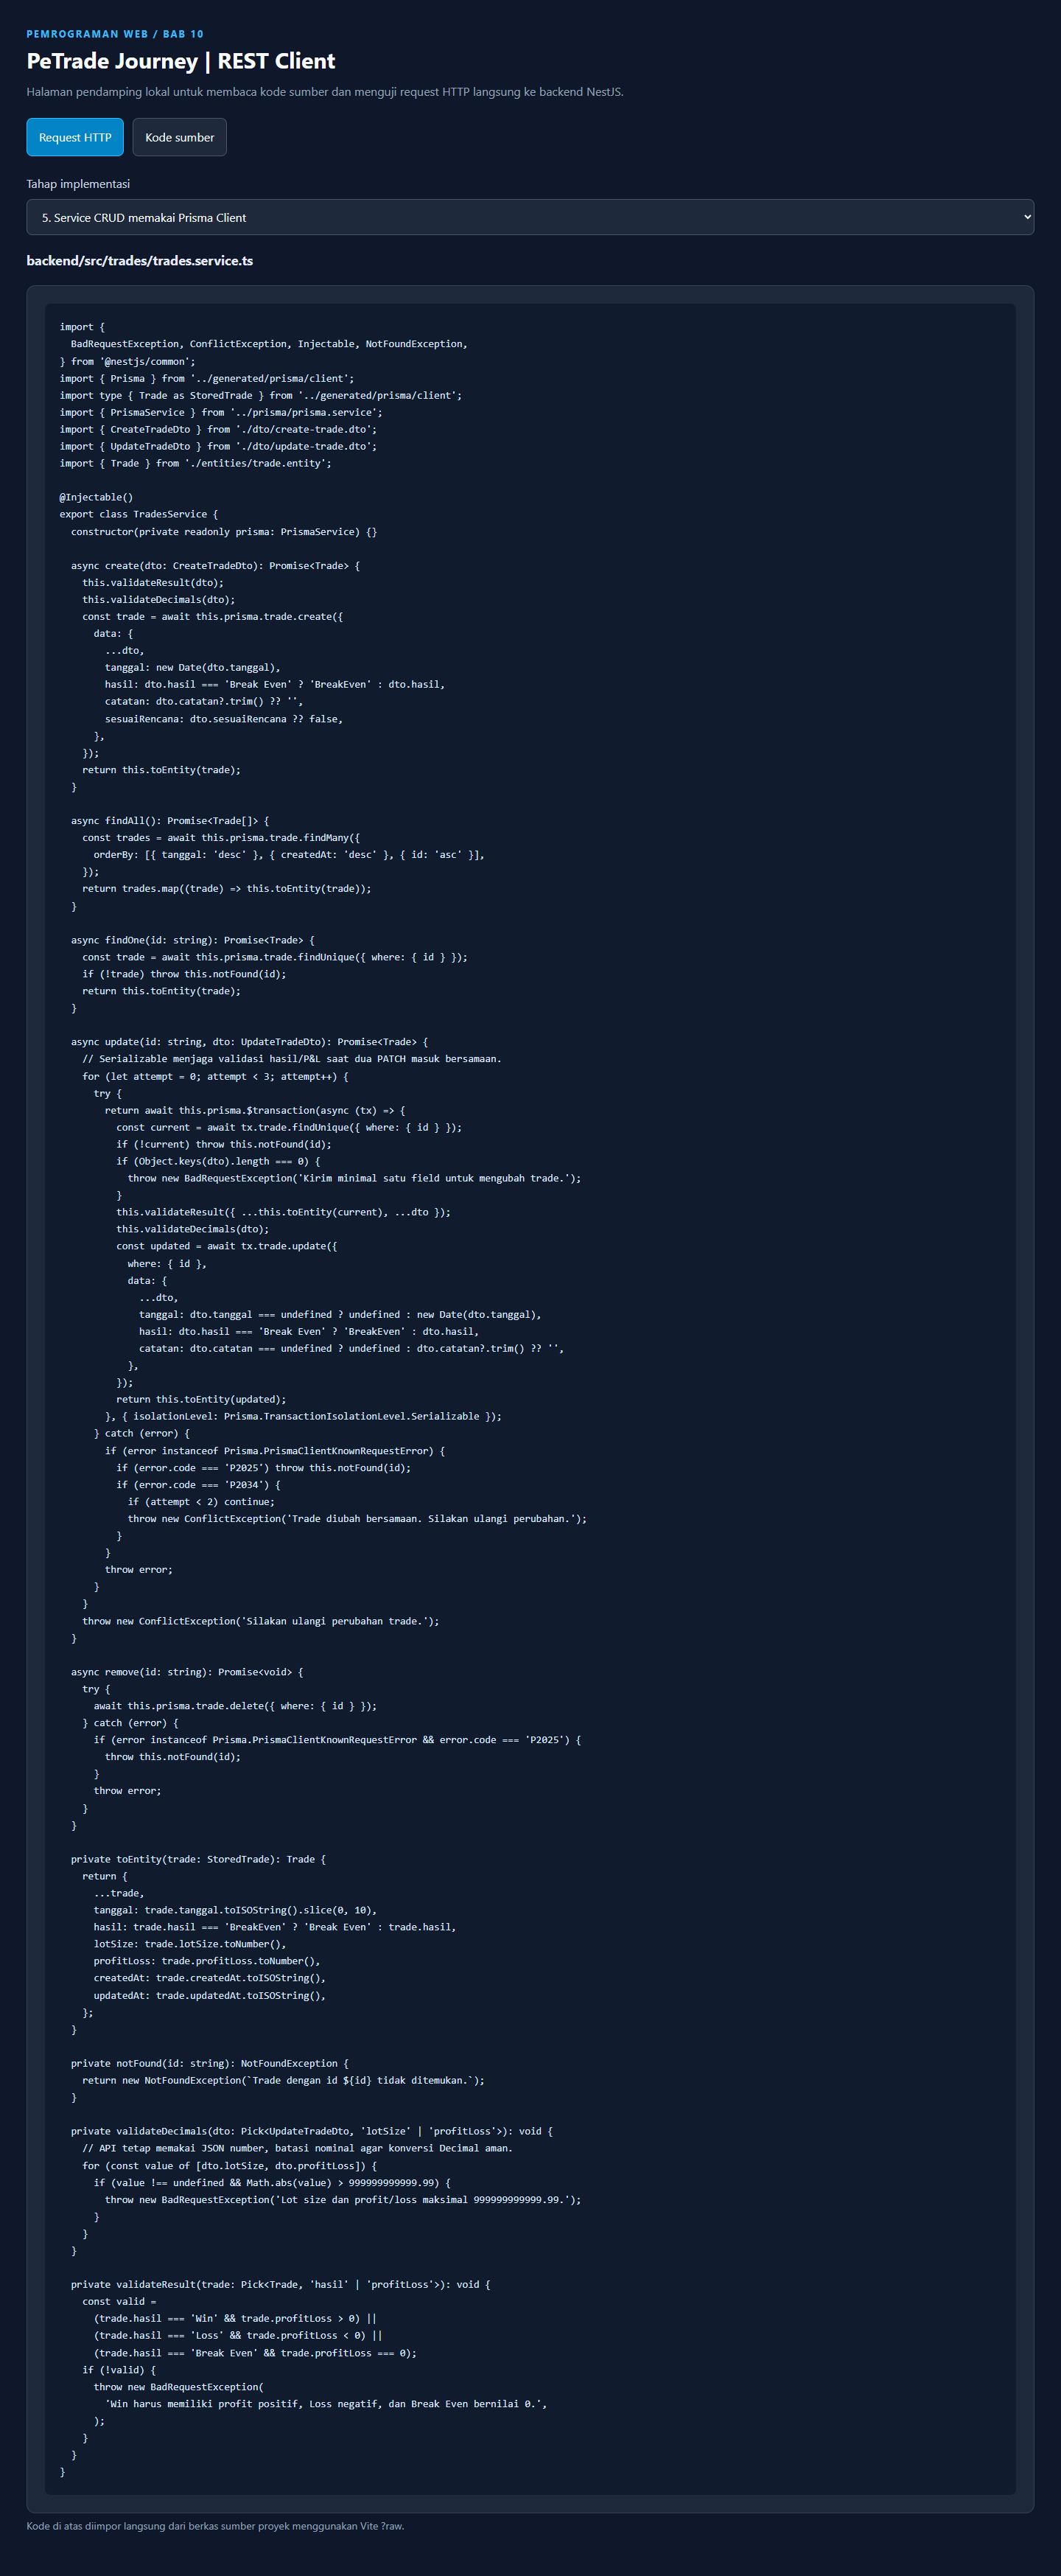 PEMROGRAMAN WEB / BAB 10
PeTrade Journey | REST Client
Halaman pendamping lokal untuk membaca kode sumber dan menguji request HTTP langsung ke backend NestJS.
Request HTTP
Kode sumber
Tahap implementasi
5. Service CRUD memakai Prisma Client
backend/src/trades/trades.service.ts
import {
  BadRequestException, ConflictException, Injectable, NotFoundException,
} from '@nestjs/common';
import { Prisma } from '../generated/prisma/client';
import type { Trade as StoredTrade } from '../generated/prisma/client';
import { PrismaService } from '../prisma/prisma.service';
import { CreateTradeDto } from './dto/create-trade.dto';
import { UpdateTradeDto } from './dto/update-trade.dto';
import { Trade } from './entities/trade.entity';

@Injectable()
export class TradesService {
  constructor(private readonly prisma: PrismaService) {}

  async create(dto: CreateTradeDto): Promise<Trade> {
    this.validateResult(dto);
    this.validateDecimals(dto);
    const trade = await this.prisma.trade.create({
      data: {
        ...dto,
        tanggal: new Date(dto.tanggal),
        hasil: dto.hasil === 'Break Even' ? 'BreakEven' : dto.hasil,
        catatan: dto.catatan?.trim() ?? '',
        sesuaiRencana: dto.sesuaiRencana ?? false,
      },
    });
    return this.toEntity(trade);
  }

  async findAll(): Promise<Trade[]> {
    const trades = await this.prisma.trade.findMany({
      orderBy: [{ tanggal: 'desc' }, { createdAt: 'desc' }, { id: 'asc' }],
    });
    return trades.map((trade) => this.toEntity(trade));
  }

  async findOne(id: string): Promise<Trade> {
    const trade = await this.prisma.trade.findUnique({ where: { id } });
    if (!trade) throw this.notFound(id);
    return this.toEntity(trade);
  }

  async update(id: string, dto: UpdateTradeDto): Promise<Trade> {
    // Serializable menjaga validasi hasil/P&L saat dua PATCH masuk bersamaan.
    for (let attempt = 0; attempt < 3; attempt++) {
      try {
        return await this.prisma.$transaction(async (tx) => {
          const current = await tx.trade.findUnique({ where: { id } });
          if (!current) throw this.notFound(id);
          if (Object.keys(dto).length === 0) {
            throw new BadRequestException('Kirim minimal satu field untuk mengubah trade.');
          }
          this.validateResult({ ...this.toEntity(current), ...dto });
          this.validateDecimals(dto);
          const updated = await tx.trade.update({
            where: { id },
            data: {
              ...dto,
              tanggal: dto.tanggal === undefined ? undefined : new Date(dto.tanggal),
              hasil: dto.hasil === 'Break Even' ? 'BreakEven' : dto.hasil,
              catatan: dto.catatan === undefined ? undefined : dto.catatan?.trim() ?? '',
            },
          });
          return this.toEntity(updated);
        }, { isolationLevel: Prisma.TransactionIsolationLevel.Serializable });
      } catch (error) {
        if (error instanceof Prisma.PrismaClientKnownRequestError) {
          if (error.code === 'P2025') throw this.notFound(id);
          if (error.code === 'P2034') {
            if (attempt < 2) continue;
            throw new ConflictException('Trade diubah bersamaan. Silakan ulangi perubahan.');
          }
        }
        throw error;
      }
    }
    throw new ConflictException('Silakan ulangi perubahan trade.');
  }

  async remove(id: string): Promise<void> {
    try {
      await this.prisma.trade.delete({ where: { id } });
    } catch (error) {
      if (error instanceof Prisma.PrismaClientKnownRequestError && error.code === 'P2025') {
        throw this.notFound(id);
      }
      throw error;
    }
  }

  private toEntity(trade: StoredTrade): Trade {
    return {
      ...trade,
      tanggal: trade.tanggal.toISOString().slice(0, 10),
      hasil: trade.hasil === 'BreakEven' ? 'Break Even' : trade.hasil,
      lotSize: trade.lotSize.toNumber(),
      profitLoss: trade.profitLoss.toNumber(),
      createdAt: trade.createdAt.toISOString(),
      updatedAt: trade.updatedAt.toISOString(),
    };
  }

  private notFound(id: string): NotFoundException {
    return new NotFoundException(`Trade dengan id ${id} tidak ditemukan.`);
  }

  private validateDecimals(dto: Pick<UpdateTradeDto, 'lotSize' | 'profitLoss'>): void {
    // API tetap memakai JSON number, batasi nominal agar konversi Decimal aman.
    for (const value of [dto.lotSize, dto.profitLoss]) {
      if (value !== undefined && Math.abs(value) > 999999999999.99) {
        throw new BadRequestException('Lot size dan profit/loss maksimal 999999999999.99.');
      }
    }
  }

  private validateResult(trade: Pick<Trade, 'hasil' | 'profitLoss'>): void {
    const valid =
      (trade.hasil === 'Win' && trade.profitLoss > 0) ||
      (trade.hasil === 'Loss' && trade.profitLoss < 0) ||
      (trade.hasil === 'Break Even' && trade.profitLoss === 0);
    if (!valid) {
      throw new BadRequestException(
        'Win harus memiliki profit positif, Loss negatif, dan Break Even bernilai 0.',
      );
    }
  }
}
Kode di atas diimpor langsung dari berkas sumber proyek menggunakan Vite ?raw.